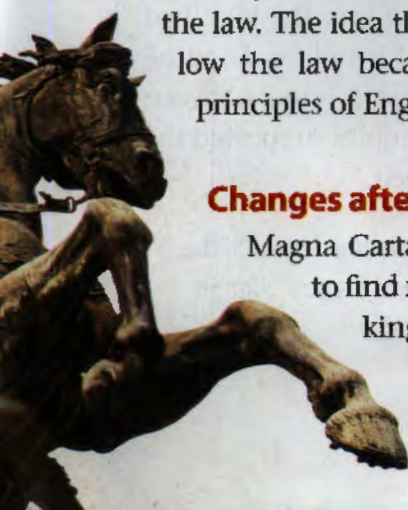 the law. The idea th
low the law beca
principles of Eng
Changes afte
Magna Carta
to find
king